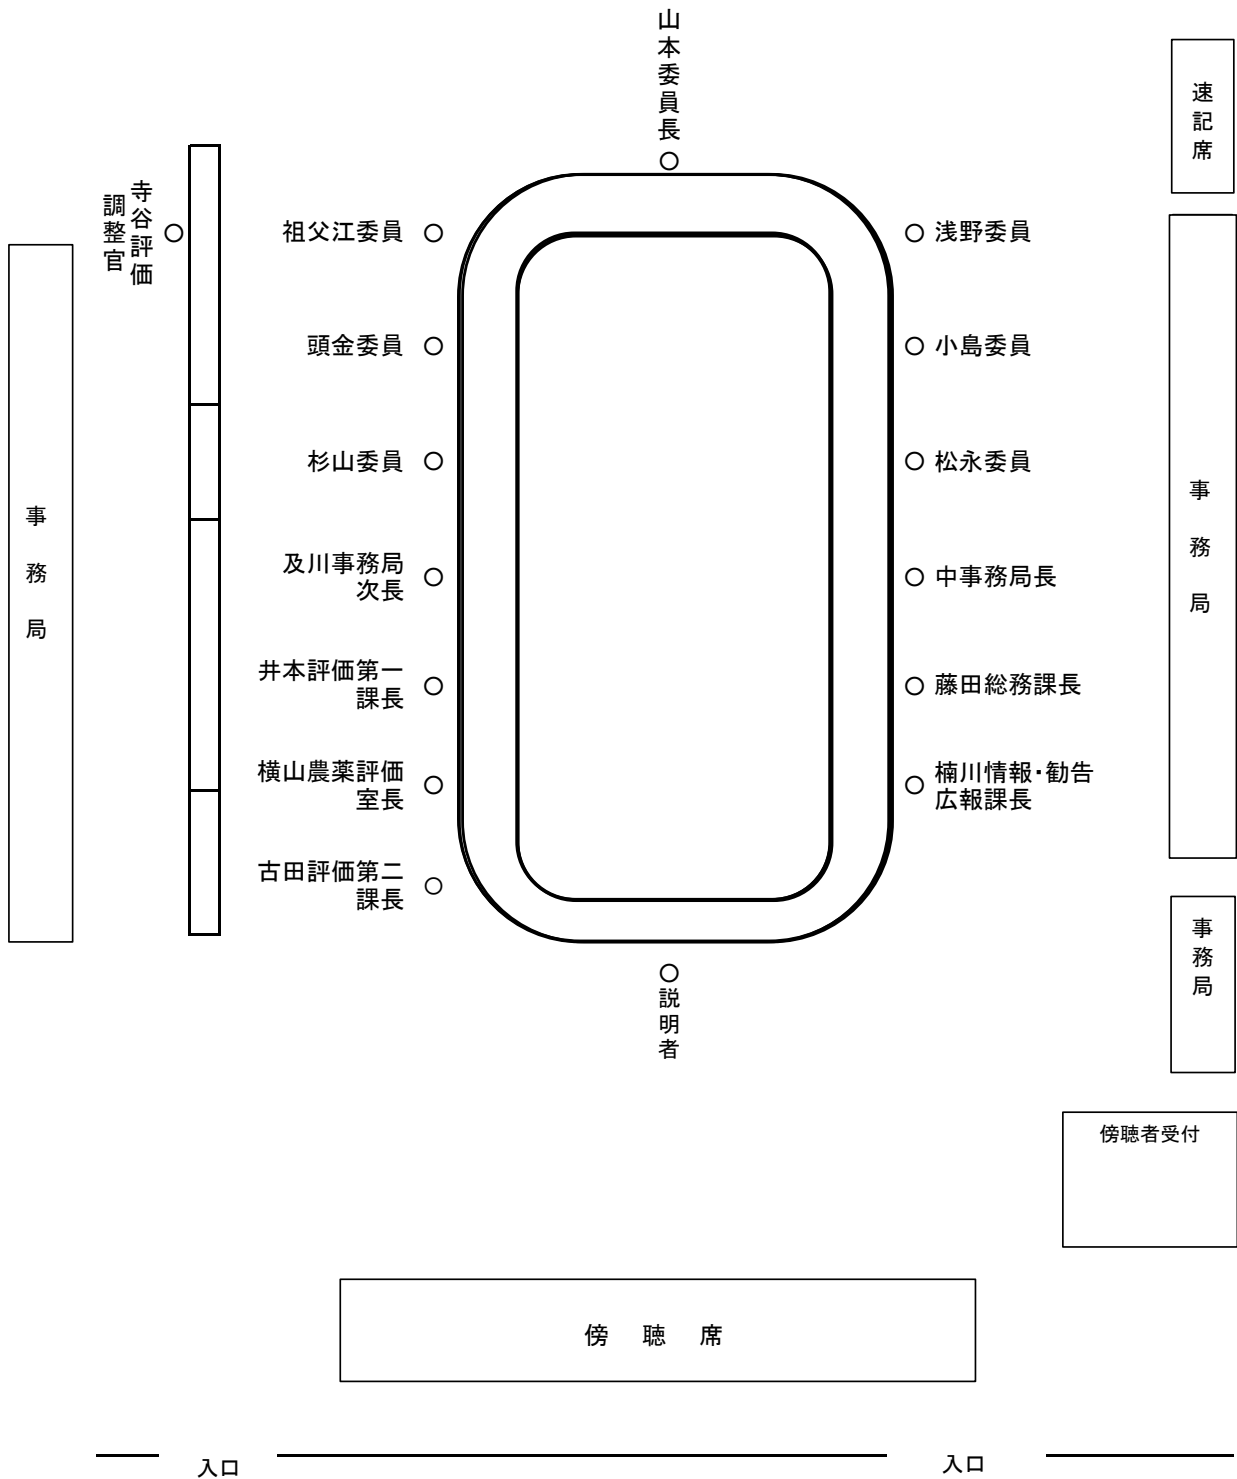 山本委員長
速記席
寺谷評価
調整官
祖父江委員
浅野委員
頭金委員
小島委員
杉山委員
松永委員
事務局
事務局
及川事務局
次長
中事務局長
井本評価第一
課長
藤田総務課長
横山農薬評価
室長
楠川情報・勧告
広報課長
古田評価第二
課長
事務局
説明者
傍聴者受付
傍聴席
入口
入口